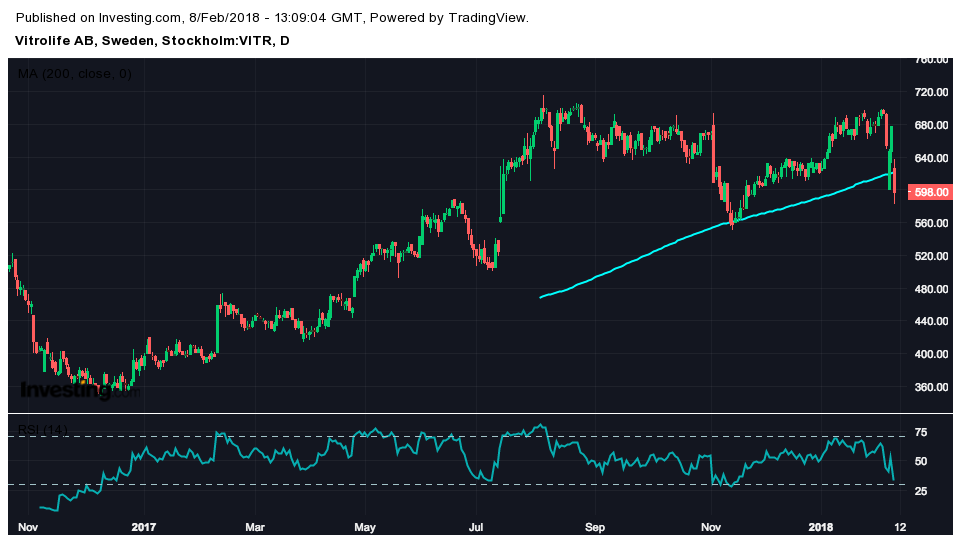 Published on Investing.com, 8/Feb/2018 - 13:09:04 GMT, Powered by TradingView.
Vitrolife AB, Sweden, Stockholm:VITR, D
MA (200, close, 0)
760.00
720.00
680.00
640.00
598.00
560.00
520.00
480.00
440.00
400.00
360.00
Investing.com
RSI (14)
75
50
25
Nov 2017 Mar May Jul Sep Nov 2018 12